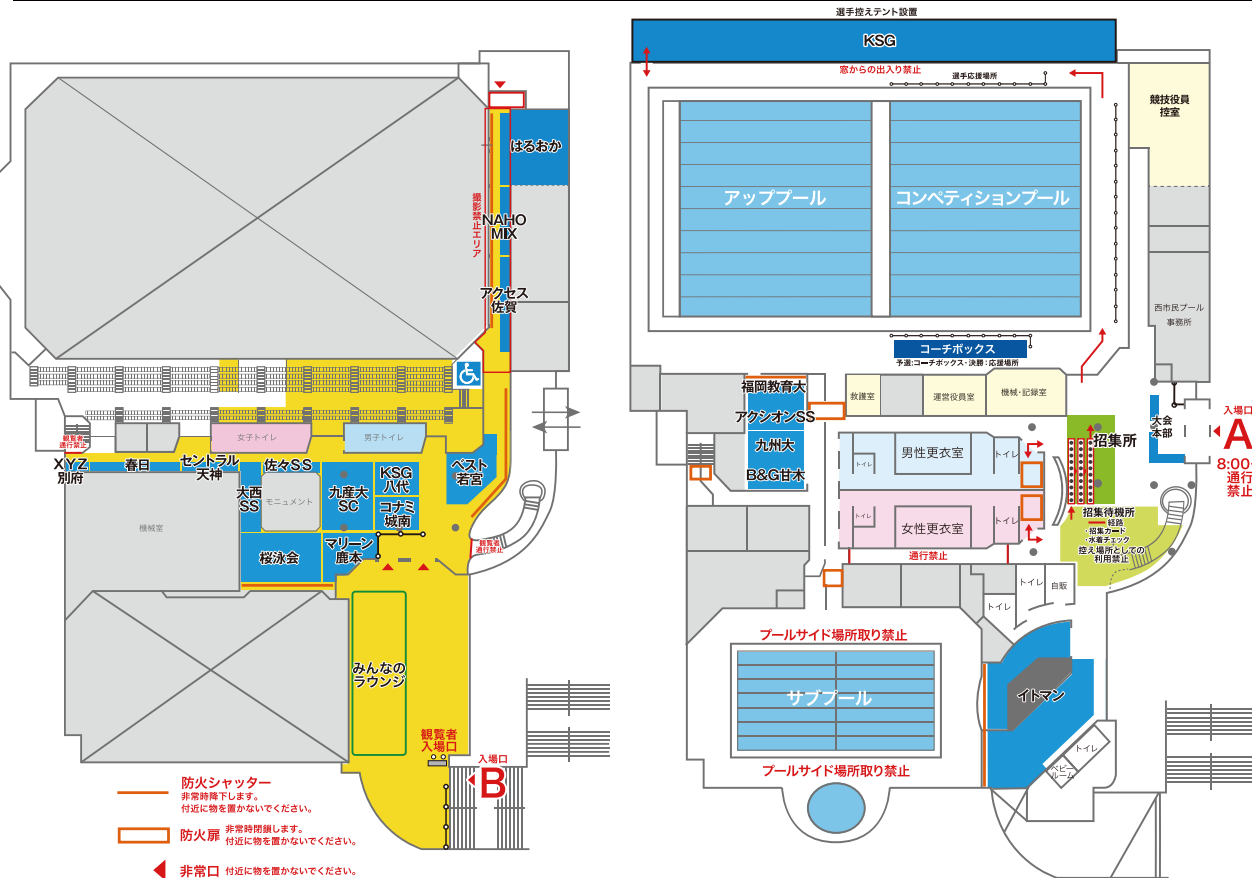 はるおか
撮影禁止エリア
NAHO
MIX
アクセス
佐賀
観覧者
通行禁止
女子トイレ
男子トイレ
XYZ
別府
春日
セントラル
天神
佐々SS
大西
SS
モニュメント
九産大
SC
KSG
八代
コナミ
城南
ベスト
若宮
機械室
桜泳会
マリーン
鹿本
観覧者
通行禁止
みんなの
ラウンジ
観覧者
入場口
入場口
B
防火シャッター
非常時降下します。
付近に物を置かないでください。
防火扉
非常時閉鎖します。
付近に物を置かないでください。
非常口 付近に物を置かないでください。
選手控えテント設置
KSG
窓からの出入り禁止
選手応援場所
競技役員
控室
アッププール
コンペティションプール
西市民プール
事務所
コーチボックス
予選:コーチボックス・決勝:応援場所
福岡教育大
アクシオンSS
九州大
B&G甘木
救護室
運営役員室
機械・記録室
男性更衣室
トイレ
トイレ
女性更衣室
トイレ
トイレ
通行禁止
招集所
大会
本部
入場口
A
8:00~
通行
禁止
招集待機所
経路
・招集カード
・水着チェック
控え場所としての
利用禁止
トイレ
自販
トイレ
プールサイド場所取り禁止
サブプール
プールサイド場所取り禁止
イトマン
トイレ
ベビー
ルーム